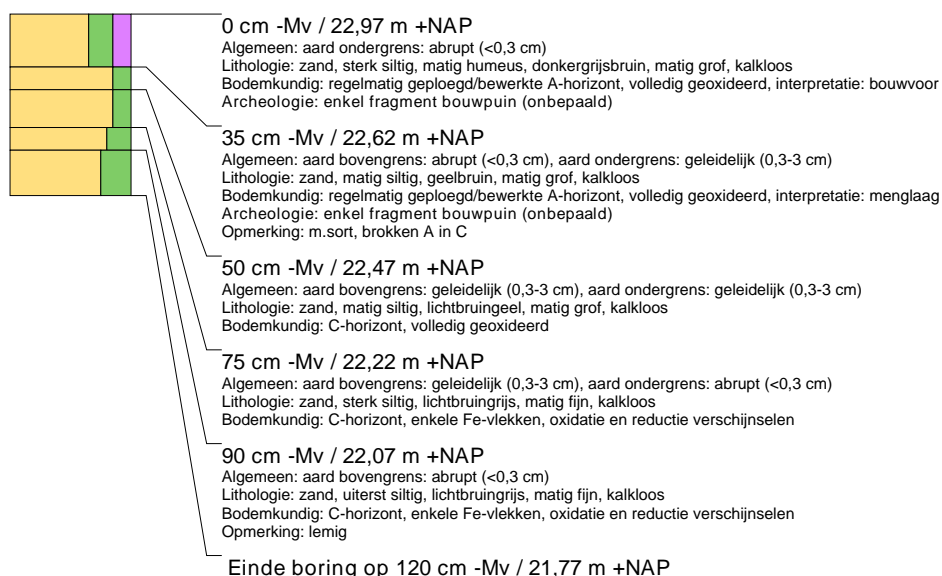 0 cm -Mv / 22,97 m +NAP
Algemeen: aard ondergrens: abrupt (<0,3 cm)
Lithologie: zand, sterk siltig, matig humeus, donkergrijsbruin, matig grof, kalkloos
Bodemkundig: regelmatig geploegd/bewerkte A-horizont, volledig geoxideerd, interpretatie: bouwvoor
Archeologie: enkel fragment bouwpuin (onbepaald)
35 cm -Mv / 22,62 m +NAP
Algemeen: aard bovengrens: abrupt (<0,3 cm), aard ondergrens: geleidelijk (0,3-3 cm)
Lithologie: zand, matig siltig, geelbruin, matig grof, kalkloos
Bodemkundig: regelmatig geploegd/bewerkte A-horizont, volledig geoxideerd, interpretatie: menglaag
Archeologie: enkel fragment bouwpuin (onbepaald)
Opmerking: m.sort, brokken A in C
50 cm -Mv / 22,47 m +NAP
Algemeen: aard bovengrens: geleidelijk (0,3-3 cm), aard ondergrens: geleidelijk (0,3-3 cm)
Lithologie: zand, matig siltig, lichtbruingeel, matig grof, kalkloos
Bodemkundig: C-horizont, volledig geoxideerd
75 cm -Mv / 22,22 m +NAP
Algemeen: aard bovengrens: geleidelijk (0,3-3 cm), aard ondergrens: abrupt (<0,3 cm)
Lithologie: zand, sterk siltig, lichtbruingrijs, matig fijn, kalkloos
Bodemkundig: C-horizont, enkele Fe-vlekken, oxidatie en reductie verschijnselen
90 cm -Mv / 22,07 m +NAP
Algemeen: aard bovengrens: abrupt (<0,3 cm)
Lithologie: zand, uiterst siltig, lichtbruingrijs, matig fijn, kalkloos
Bodemkundig: C-horizont, enkele Fe-vlekken, oxidatie en reductie verschijnselen
Opmerking: lemig
Einde boring op 120 cm -Mv / 21,77 m +NAP